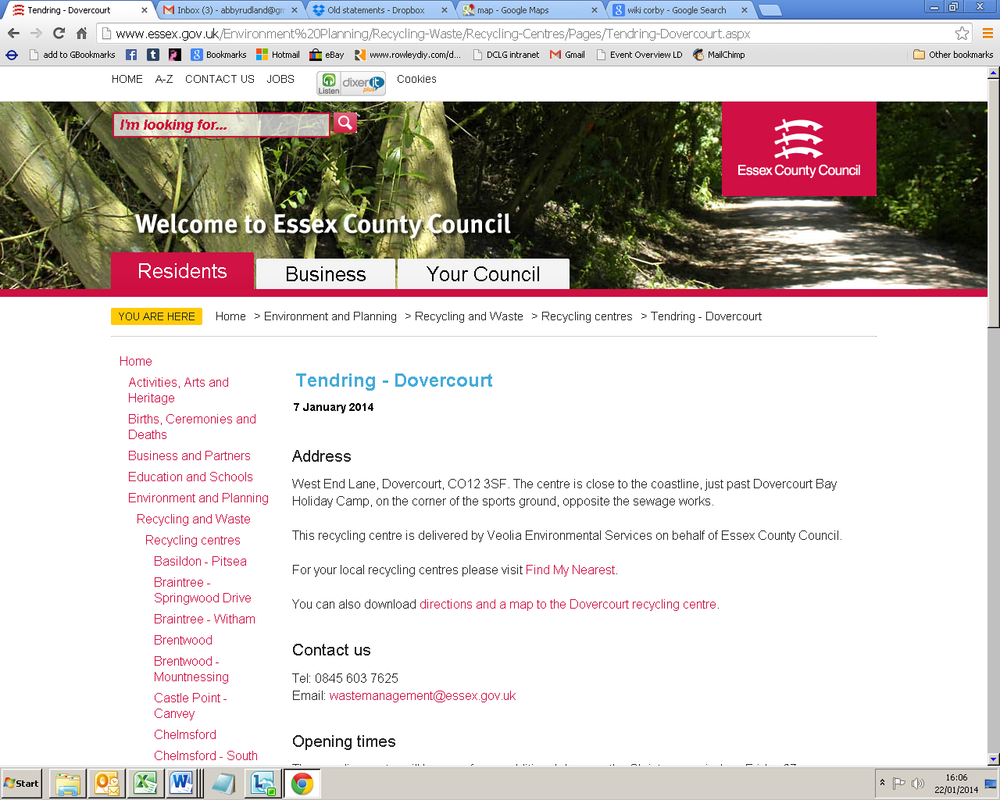 Tendring - Dovercourt
Inbox (3) - abbyrudland@gm
Old statements - Dropbox
map - Google Maps
wiki corby - Google Search
www.essex.gov.uk/Environment%20Planning/Recycling-Waste/Recycling-Centres/Pages/Tendring-Dovercourt.aspx
add to GBookmarks
Bookmarks
Hotmail
eBay
www.rowleydiy.com/d...
DCLG intranet
Gmail
Event Overview LD
MailChimp
Other bookmarks
HOME A-Z CONTACT US JOBS
Listen dixerit plus
Cookies
I'm looking for...
Essex County Council
Welcome to Essex County Council
Residents
Business
Your Council
YOU ARE HERE Home > Environment and Planning > Recycling and Waste > Recycling centres > Tendring - Dovercourt
Home
Activities, Arts and
Heritage
Births, Ceremonies and
Deaths
Business and Partners
Education and Schools
Environment and Planning
Recycling and Waste
Recycling centres
Basildon - Pitsea
Braintree -
Springwood Drive
Braintree - Witham
Brentwood
Brentwood -
Mountnessing
Castle Point -
Canvey
Chelmsford
Chelmsford - South
Tendring - Dovercourt
7 January 2014
Address
West End Lane, Dovercourt, CO12 3SF. The centre is close to the coastline, just past Dovercourt Bay
Holiday Camp, on the corner of the sports ground, opposite the sewage works.
This recycling centre is delivered by Veolia Environmental Services on behalf of Essex County Council.
For your local recycling centres please visit Find My Nearest.
You can also download directions and a map to the Dovercourt recycling centre.
Contact us
Tel: 0845 603 7625
Email: wastemanagement@essex.gov.uk
Opening times
Start
16:06
22/01/2014